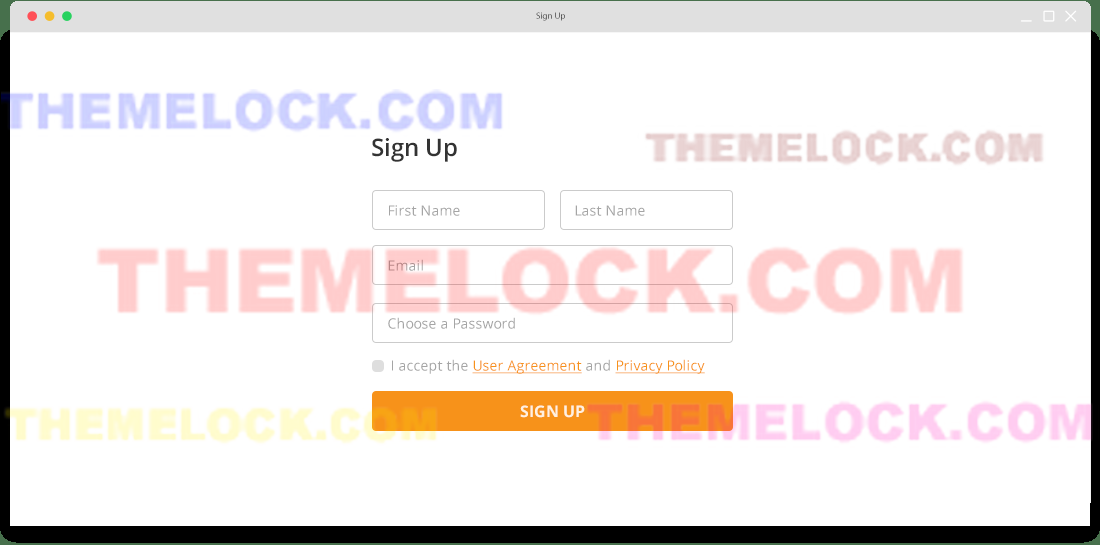 Sign Up
THEMELOCK.COM
Sign Up
THEMELOCK.COM
First Name Last Name
THEMELOCK.COM
Email
Choose a Password
I accept the User Agreement and Privacy Policy
SIGN UP
THEMELOCK.COM
THEMELOCK.COM